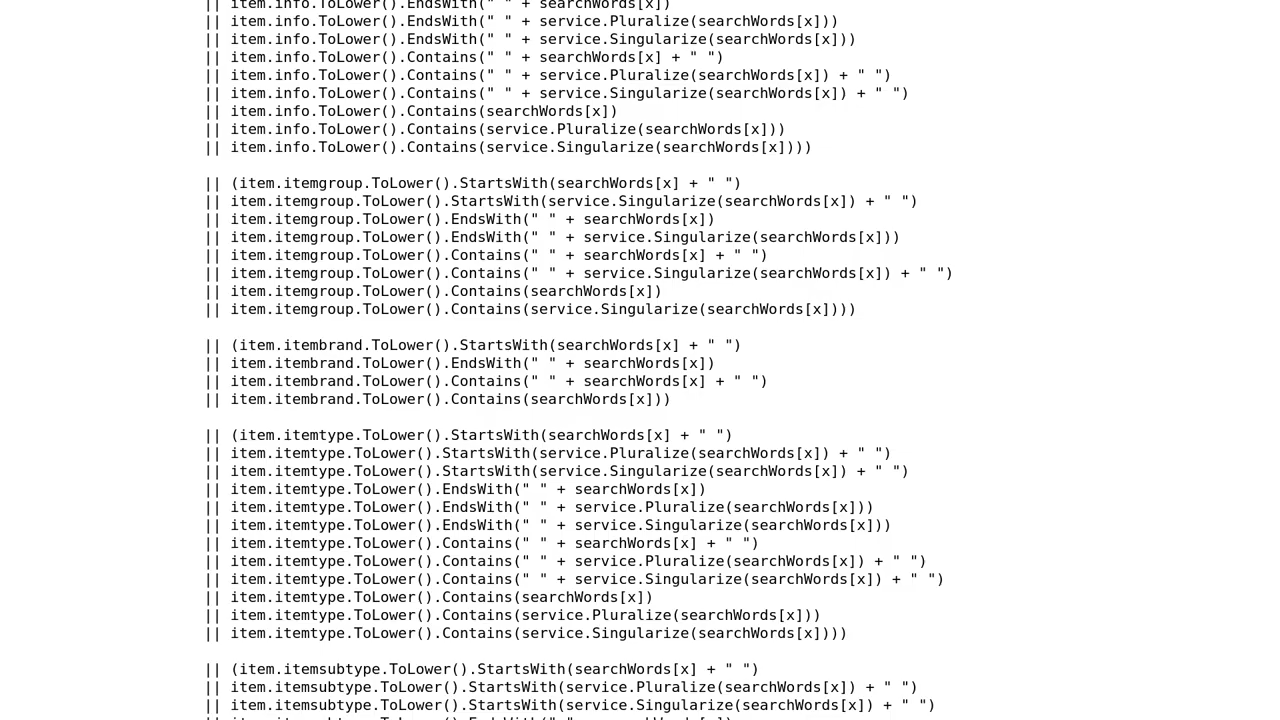 || item.info.ToLower().EndsWith(" " + searchWords[x])
|| item.info.ToLower().EndsWith(" " + service.Pluralize(searchWords[x]))
|| item.info.ToLower().EndsWith(" " + service.Singularize(searchWords[x]))
|| item.info.ToLower().Contains(" " + searchWords[x] + " ")
|| item.info.ToLower().Contains(" " + service.Pluralize(searchWords[x]) + " ")
|| item.info.ToLower().Contains(" " + service.Singularize(searchWords[x]) + " ")
|| item.info.ToLower().Contains(searchWords[x])
|| item.info.ToLower().Contains(service.Pluralize(searchWords[x]))
|| item.info.ToLower().Contains(service.Singularize(searchWords[x])))
|| (item.itemgroup.ToLower().StartsWith(searchWords[x] + " ")
|| item.itemgroup.ToLower().StartsWith(service.Singularize(searchWords[x]) + " ")
|| item.itemgroup.ToLower().EndsWith(" " + searchWords[x])
|| item.itemgroup.ToLower().EndsWith(" " + service.Singularize(searchWords[x]))
|| item.itemgroup.ToLower().Contains(" " + searchWords[x] + " ")
|| item.itemgroup.ToLower().Contains(" " + service.Singularize(searchWords[x]) + " ")
|| item.itemgroup.ToLower().Contains(searchWords[x])
|| item.itemgroup.ToLower().Contains(service.Singularize(searchWords[x])))
|| (item.itembrand.ToLower().StartsWith(searchWords[x] + " ")
|| item.itembrand.ToLower().EndsWith(" " + searchWords[x])
|| item.itembrand.ToLower().Contains(" " + searchWords[x] + " ")
|| item.itembrand.ToLower().Contains(searchWords[x]))
|| (item.itemtype.ToLower().StartsWith(searchWords[x] + " ")
|| item.itemtype.ToLower().StartsWith(service.Pluralize(searchWords[x]) + " ")
|| item.itemtype.ToLower().StartsWith(service.Singularize(searchWords[x]) + " ")
|| item.itemtype.ToLower().EndsWith(" " + searchWords[x])
|| item.itemtype.ToLower().EndsWith(" " + service.Pluralize(searchWords[x]))
|| item.itemtype.ToLower().EndsWith(" " + service.Singularize(searchWords[x]))
|| item.itemtype.ToLower().Contains(" " + searchWords[x] + " ")
|| item.itemtype.ToLower().Contains(" " + service.Pluralize(searchWords[x]) + " ")
|| item.itemtype.ToLower().Contains(" " + service.Singularize(searchWords[x]) + " ")
|| item.itemtype.ToLower().Contains(searchWords[x])
|| item.itemtype.ToLower().Contains(service.Pluralize(searchWords[x]))
|| item.itemtype.ToLower().Contains(service.Singularize(searchWords[x])))
|| (item.itemsubtype.ToLower().StartsWith(searchWords[x] + " ")
|| item.itemsubtype.ToLower().StartsWith(service.Pluralize(searchWords[x]) + " ")
|| item.itemsubtype.ToLower().StartsWith(service.Singularize(searchWords[x]) + " ")